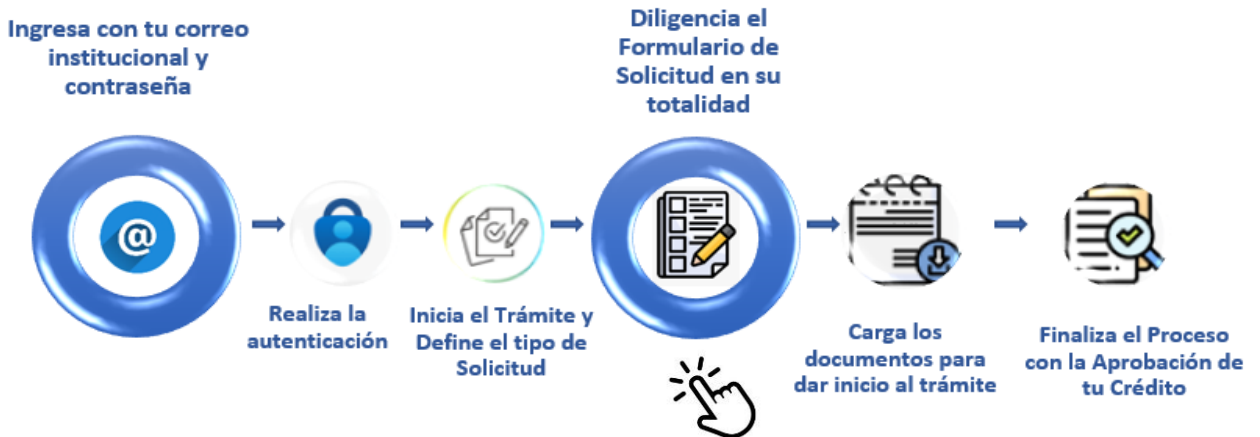 Ingresa con tu correo
institucional y
contraseña
@
Realiza la
autenticación
Inicia el Trámite y
Define el tipo de
Solicitud
Diligencia el
Formulario de
Solicitud en su
totalidad
Carga los
documentos para
dar inicio al trámite
Finaliza el Proceso
con la Aprobación de
tu Crédito